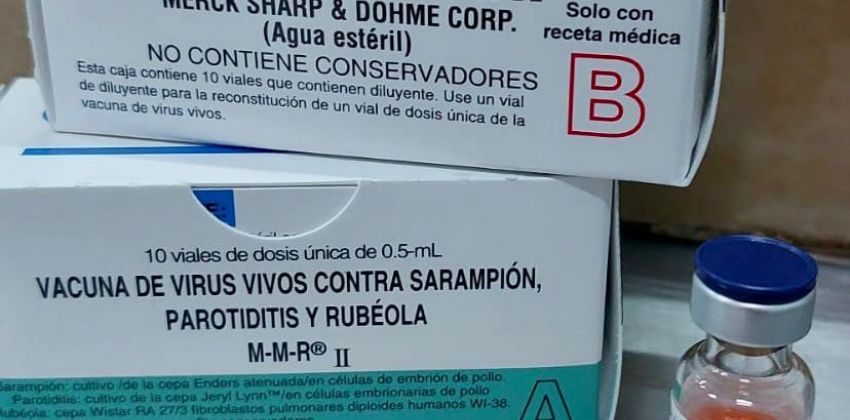 MERCK SHARP & DOHME CORP.
(Agua estéril)
NO CONTIENE CONSERVADORES
Esta caja contiene 10 viales que contienen diluyente. Use un vial
de diluyente para la reconstitución de un vial de dosis única de la
vacuna de virus vivos.
Solo con
receta médica
B
10 viales de dosis única de 0.5-mL
VACUNA DE VIRUS VIVOS CONTRA SARAMPIÓN,
PAROTIDITIS Y RUBÉOLA
M-M-R® II
Sarampión: cultivo /de la cepa Enders atenuada/en células de embrión de pollo.
Parotiditis: cultivo de la cepa Jeryl Lynn™/en células embrionarias de pollo
Rubéola: cepa Wistar RA 27/3 fibroblastos pulmonares diploides humanos WI-38.
A